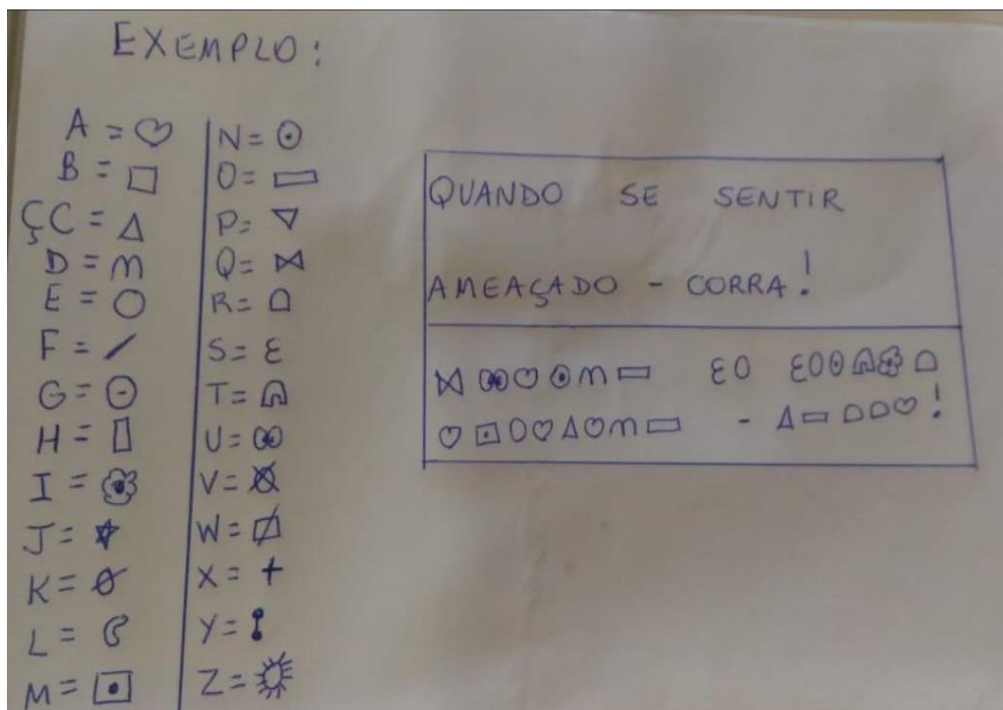 EXEMPLO:
A = ♡
B = □
ÇC = △
D = m
E = ○
F = /
G = ⊖
H = ▯
I =
J = ☆
K = ∅
L =
M = ⊡
N = ⊙
O = ▭
P = ▽
Q = ⋈
R =
S = ε
T =
U =
V =
W =
X = +
Y =
Z =
QUANDO SE SENTIR
AMEAÇADO - CORRA!